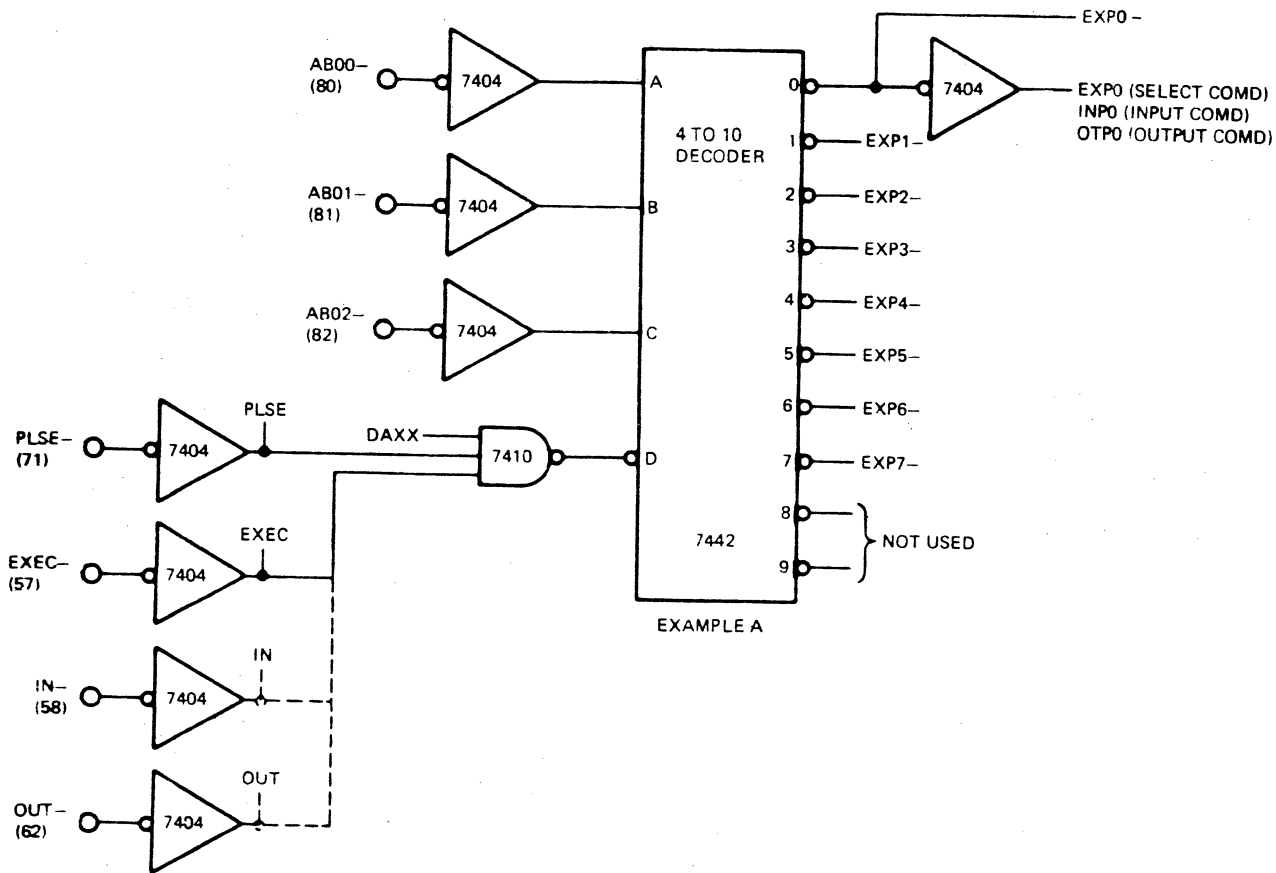 EXP0–
AB00–
(80)
7404
A
0
7404
EXP0 (SELECT COMD)
INP0 (INPUT COMD)
OTP0 (OUTPUT COMD)
4 TO 10
DECODER
1
EXP1–
AB01–
(81)
7404
B
2
EXP2–
3
EXP3–
AB02–
(82)
7404
C
4
EXP4–
5
EXP5–
6
EXP6–
PLSE–
(71)
7404
PLSE
DAXX
7410
D
7
EXP7–
8
9
NOT USED
7442
EXEC–
(57)
7404
EXEC
EXAMPLE A
IN–
(58)
7404
IN
OUT–
(62)
7404
OUT